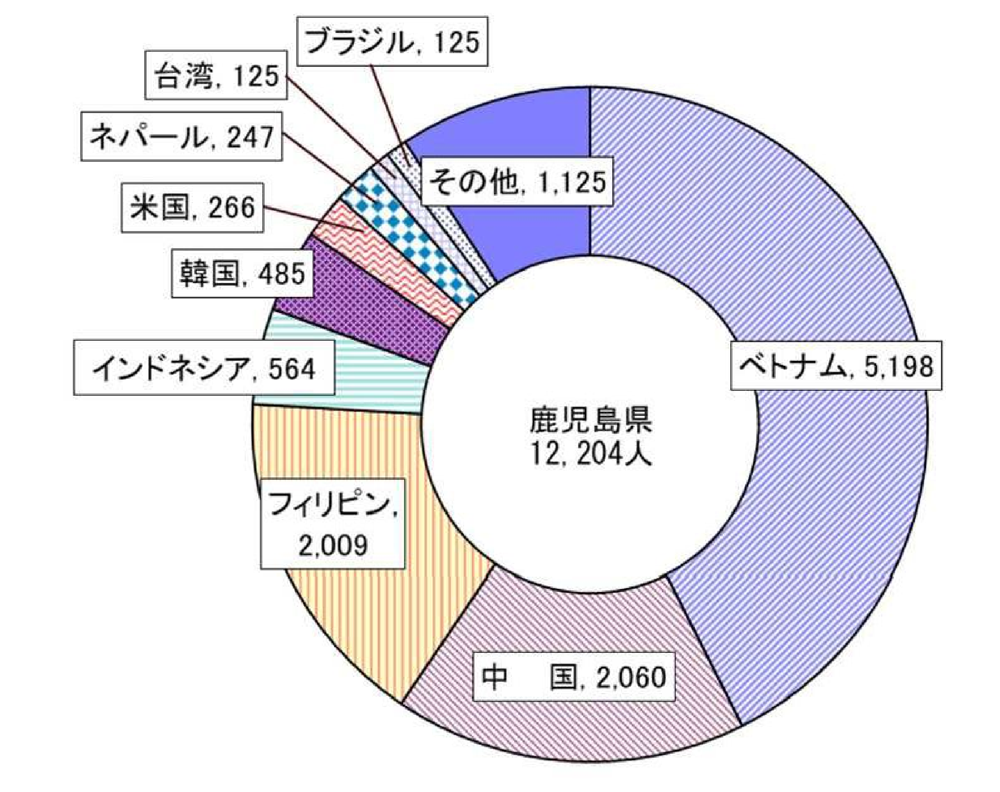 ブラジル, 125
台湾, 125
ネパール, 247
米国, 266
韓国, 485
インドネシア, 564
フィリピン,
2,009
中　国, 2,060
ベトナム, 5,198
その他, 1,125
鹿児島県
12, 204人